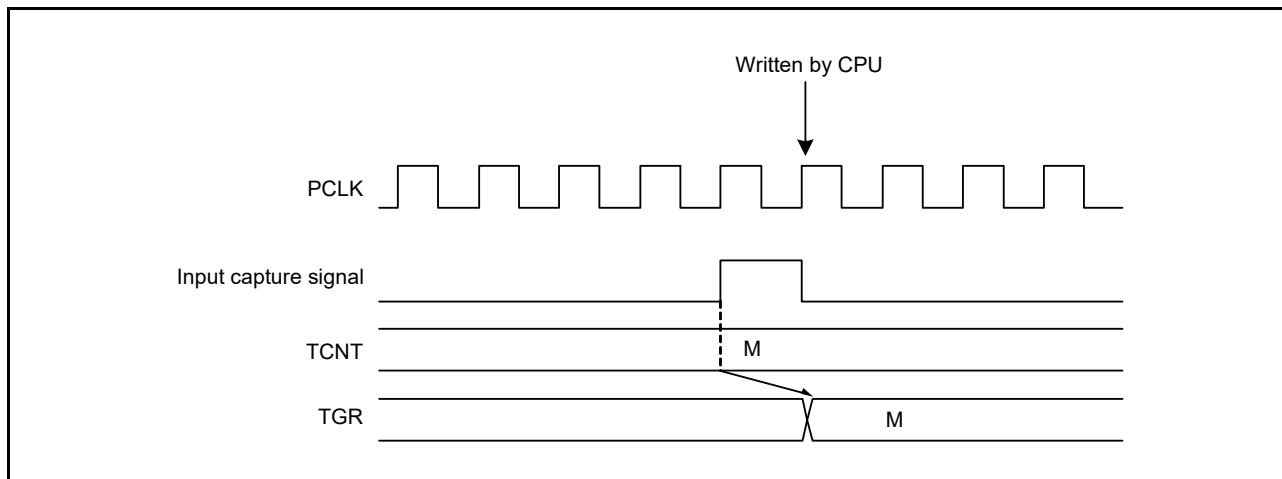 Written by CPU
PCLK
Input capture signal
TCNT
M
TGR
M